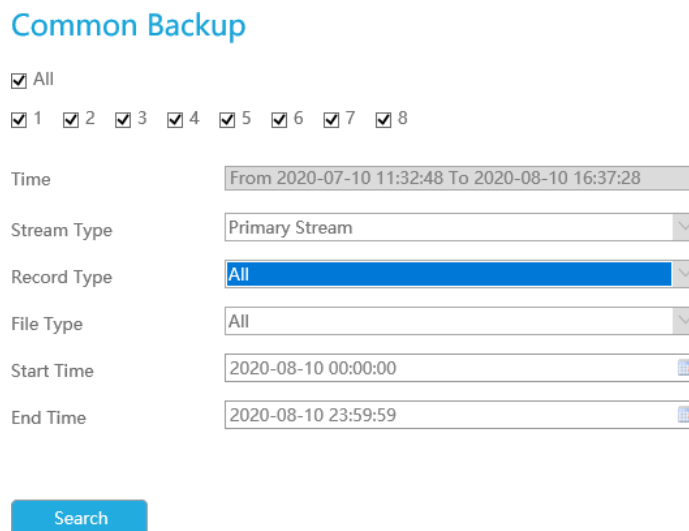 Common Backup
All
1 2 3 4 5 6 7 8
Time From 2020-07-10 11:32:48 To 2020-08-10 16:37:28
Stream Type Primary Stream
Record Type All
File Type All
Start Time 2020-08-10 00:00:00
End Time 2020-08-10 23:59:59
Search